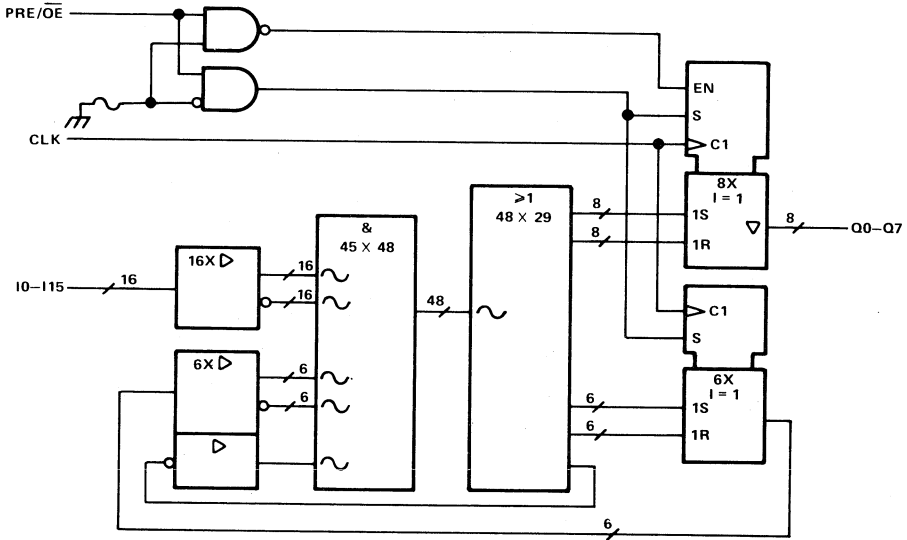 PRE/OE
EN
S
CLK
C1
8X
I = 1
8
1S
8
1R
▷
8
Q0–Q7
≥1
48 X 29
&
45 X 48
16X ▷
16
I0–I15
16
16
48
C1
S
6X ▷
6
6
6X
I = 1
6
1S
6
1R
▷
6